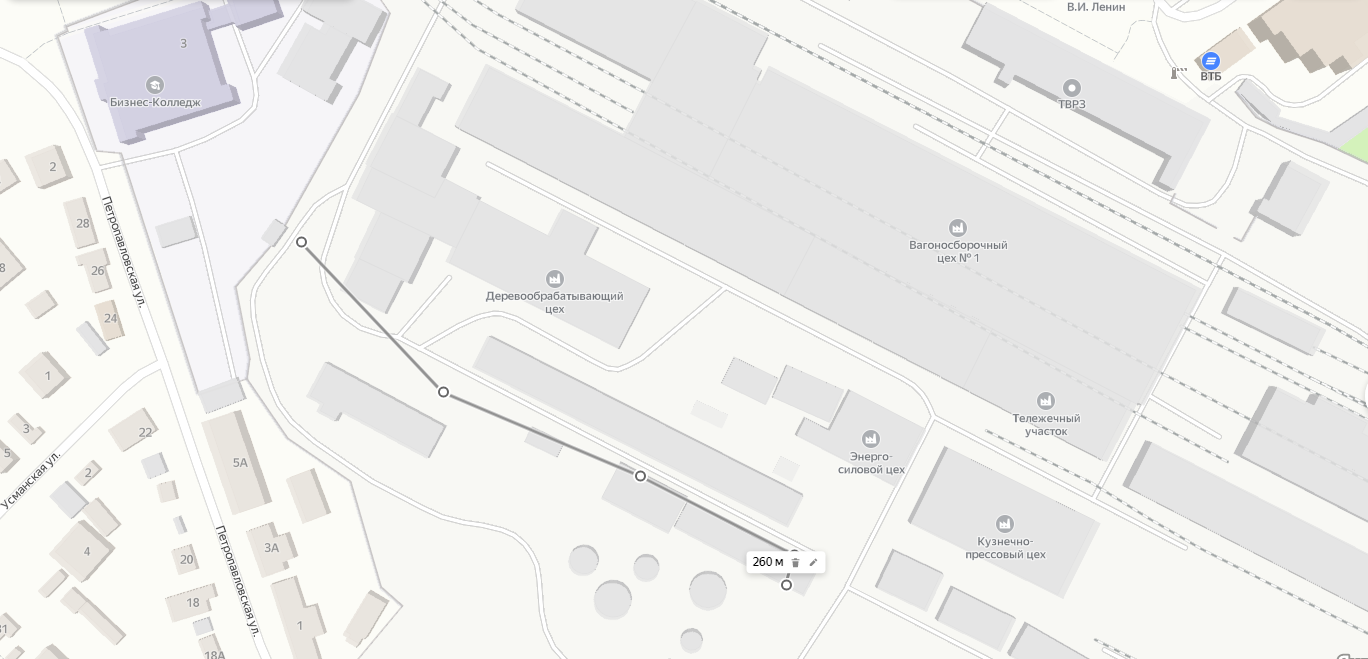 В.И. Ленин
3
ВТБ
Бизнес-Колледж
ТВРЗ
2
Петропавловская ул.
28
Вагоносборочный
цех № 1
26
8
Деревообрабатывающий
цех
24
1
Тележечный
участок
3
22
Энерго-
силовой цех
5
5А
2
Усманская ул.
Кузнечно-
прессовый цех
Петропавловская ул.
4
3А
20
260 м
18
1
31
18А